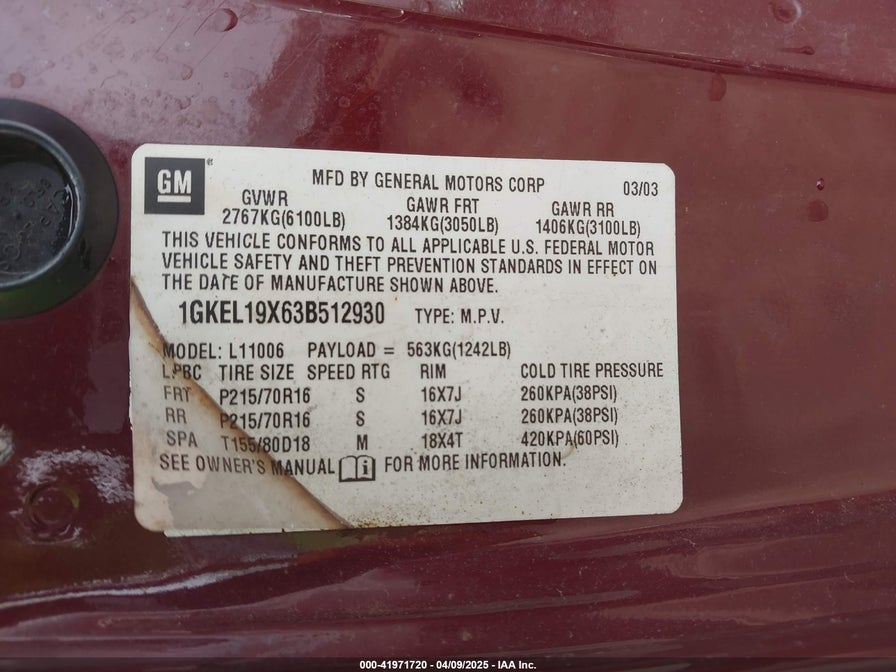 GM
MFD BY GENERAL MOTORS CORP 03/03
GVWR GAWR FRT GAWR RR
2767KG(6100LB) 1384KG(3050LB) 1406KG(3100LB)
THIS VEHICLE CONFORMS TO ALL APPLICABLE U.S. FEDERAL MOTOR
VEHICLE SAFETY AND THEFT PREVENTION STANDARDS IN EFFECT ON
THE DATE OF MANUFACTURE SHOWN ABOVE.
1GKEL19X63B512930 TYPE: M.P.V.
MODEL: L11006 PAYLOAD = 563KG(1242LB)
TIRE SIZE SPEED RTG RIM COLD TIRE PRESSURE
FRT P215/70R16 S 16X7J 260KPA(38PSI)
RR P215/70R16 S 16X7J 260KPA(38PSI)
SPA T155/80D18 M 18X4T 420KPA(60PSI)
SEE OWNER'S MANUAL i FOR MORE INFORMATION.
000-41971720 - 04/09/2025 - IAA Inc.